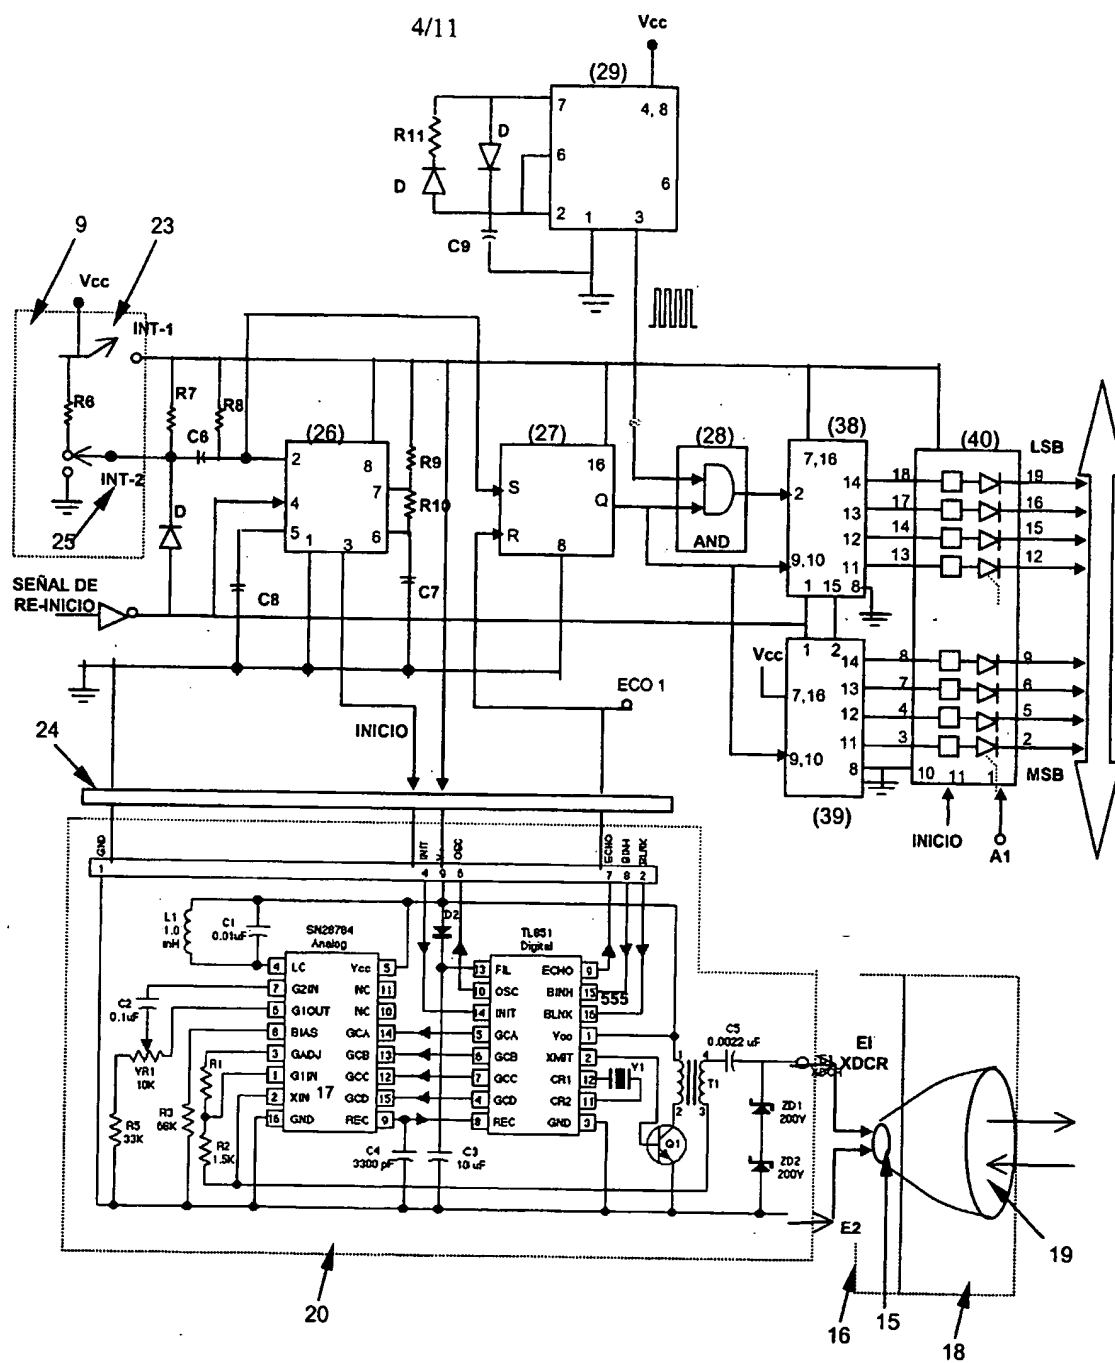 4/11
Vcc
(29)
7
4, 8
R11
D
D
6
6
2
1
3
C9
9
23
Vcc
INT-1
R6
R7
C6
R8
INT-2
25
D
(26)
2
8
4
7
5
1
3
6
R9
R10
C8
C7
(27)
16
S
Q
R
8
(28)
AND
(38)
7,16
14
2
13
12
9,10
11
1
15
8
(40)
LSB
18
19
17
16
14
15
13
12
SEÑAL DE
RE-INICIO
Vcc
1
2
14
7,16
13
12
11
9,10
8
(39)
8
9
7
6
4
5
3
2
10
11
1
MSB
INICIO
A1
ECO 1
INICIO
24
GND
INIT
V+
OSC
ECHO
BINH
BLNK
1
4
9
6
7
8
2
L1
1.0
mH
C1
0.01uF
SN28784
Analog
D2
TL851
Digital
4
LC
Vcc
5
7
G2IN
NC
11
G1OUT
NC
10
BIAS
GCA
14
3
GADJ
GCB
13
1
G1IN
GCC
12
2
XIN
17
GCD
15
16
GND
REC
9
13
FIL
ECHO
9
10
OSC
BINH
15
555
14
INIT
BLNK
16
5
GCA
1
6
GCB
XMIT
2
7
GCC
CR1
12
4
GCD
CR2
11
8
REC
GND
3
C2
0.1uF
YR1
10K
R1
R5
33K
R3
68K
R2
1.5K
C4
3300 pF
C3
10 uF
Y1
Q1
1
4
T1
2
3
C5
0.0022 uF
ZD1
200Y
ZD2
200Y
E1
XDCR
E2
20
16
15
18
19